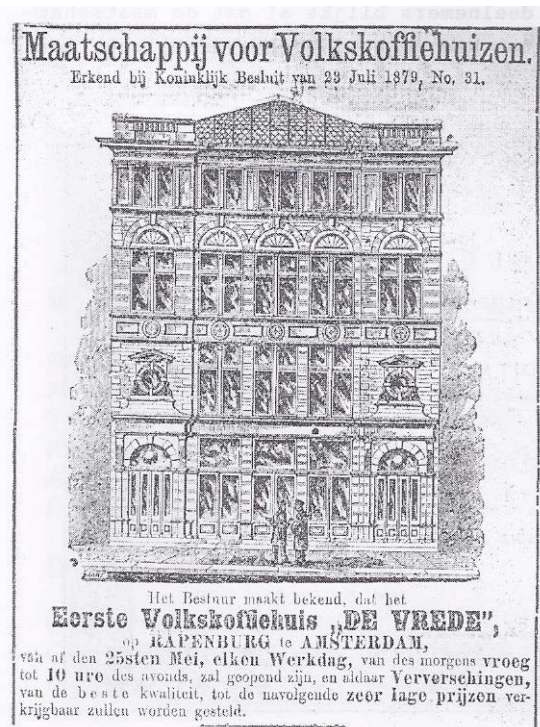 Maatschappij voor Volkskoffiehuizen.
Erkend bij Koninklijk Besluit van 23 Juli 1879, No. 31.
Het Bestuur maakt bekend, dat het
Eerste Volkskoffiehuis „DE VREDE”,
op RAPENBURG te AMSTERDAM,
van af den 25sten Mei, elken Werkdag, van des morgens vroeg
tot 10 ure des avonds, zal geopend zijn, en aldaar Ververschingen,
van de beste kwaliteit, tot de navolgende zeer lage prijzen ver-
krijgbaar zullen worden gesteld.